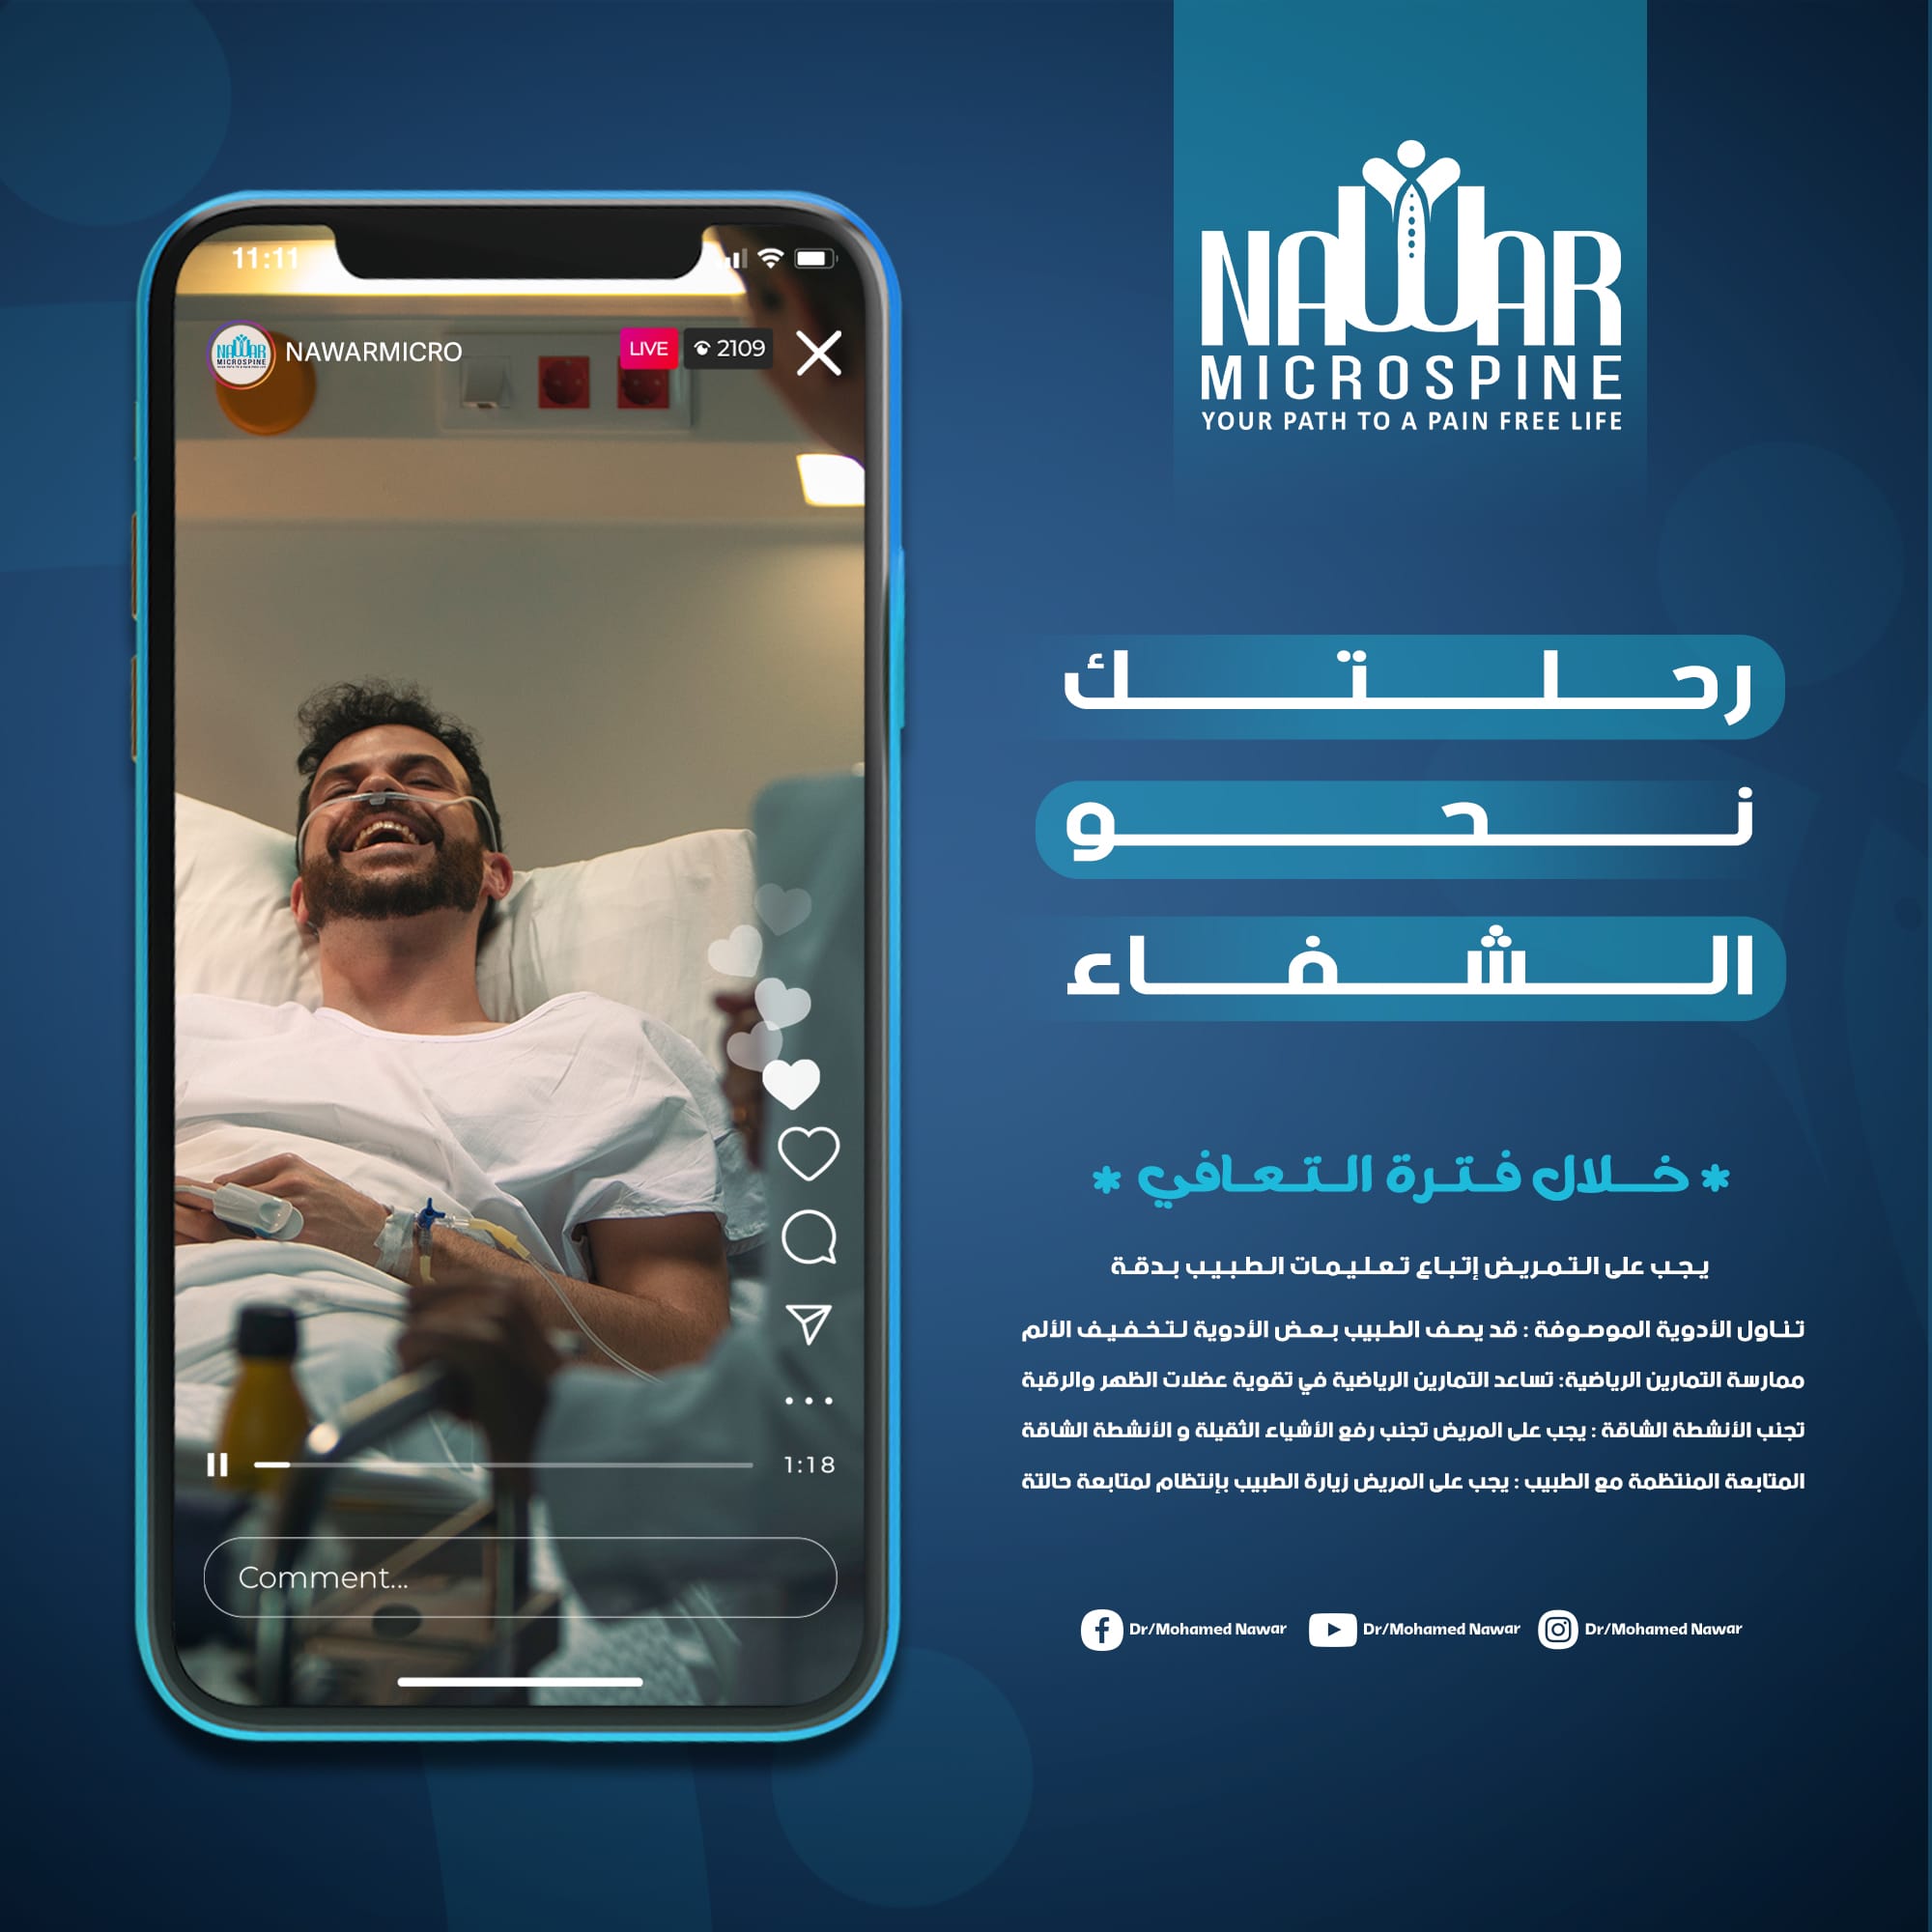 NAWAR
MICROSPINE
YOUR PATH TO A PAIN FREE LIFE
11:11
NAWAR
MICROSPINE
NAWARMICRO
LIVE
2109
رحلتك
نحو
الشفاء
* خلال فترة التعافي *
يجب على التمريض إتباع تعليمات الطبيب بدقة
تناول الأدوية الموصوفة : قد يصف الطبيب بعض الأدوية لتخفيف الألم
ممارسة التمارين الرياضية: تساعد التمارين الرياضية في تقوية عضلات الظهر والرقبة
تجنب الأنشطة الشاقة : يجب على المريض تجنب رفع الأشياء الثقيلة و الأنشطة الشاقة
المتابعة المنتظمة مع الطبيب : يجب على المريض زيارة الطبيب بإنتظام لمتابعة حالتة
1:18
Comment...
Dr/Mohamed Nawar
Dr/Mohamed Nawar
Dr/Mohamed Nawar